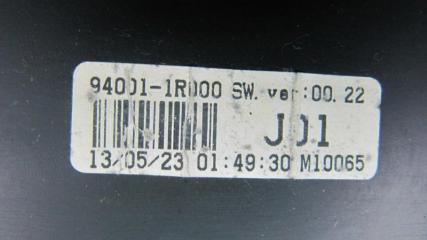 94001-1R000 SW. ver:00. 22
J01
13/05/23 01:49:30 M10065